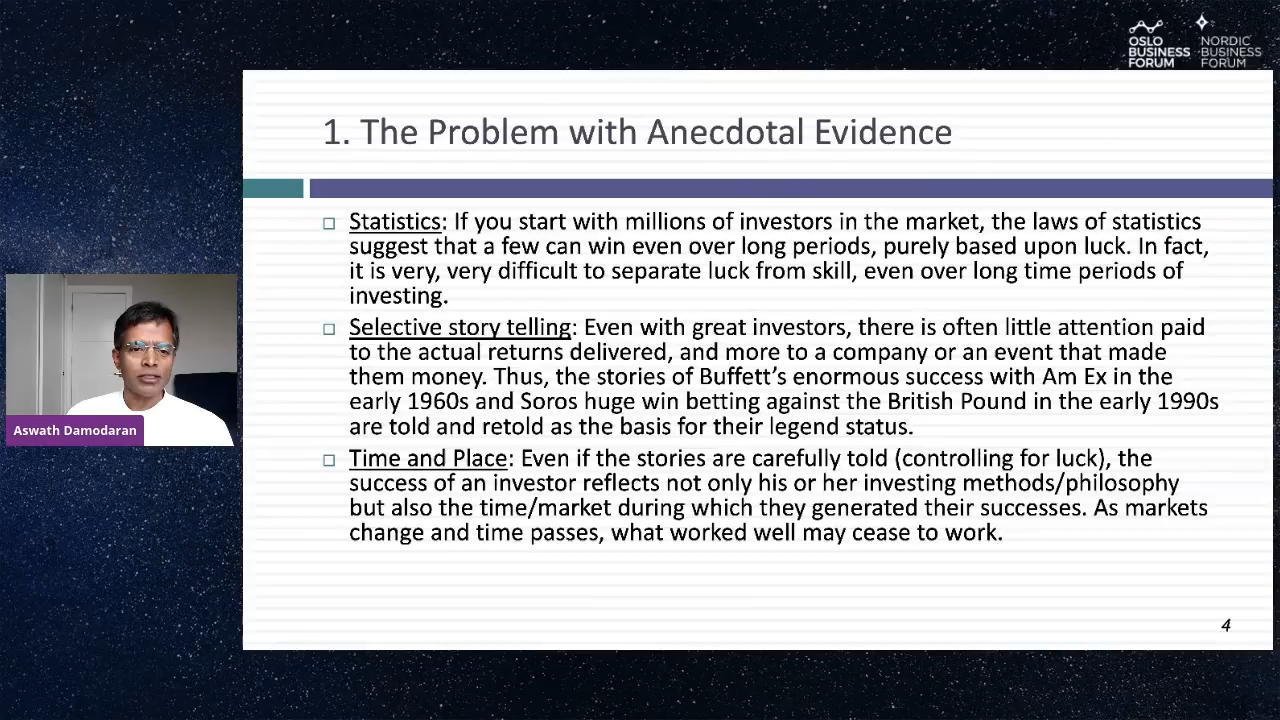 OSLO
BUSINESS
FORUM
NORDIC
BUSINESS
FORUM
1. The Problem with Anecdotal Evidence
Statistics: If you start with millions of investors in the market, the laws of statistics
suggest that a few can win even over long periods, purely based upon luck. In fact,
it is very, very difficult to separate luck from skill, even over long time periods of
investing.
Selective story telling: Even with great investors, there is often little attention paid
to the actual returns delivered, and more to a company or an event that made
them money. Thus, the stories of Buffett’s enormous success with Am Ex in the
early 1960s and Soros huge win betting against the British Pound in the early 1990s
are told and retold as the basis for their legend status.
Time and Place: Even if the stories are carefully told (controlling for luck), the
success of an investor reflects not only his or her investing methods/philosophy
but also the time/market during which they generated their successes. As markets
change and time passes, what worked well may cease to work.
Aswath Damodaran
4